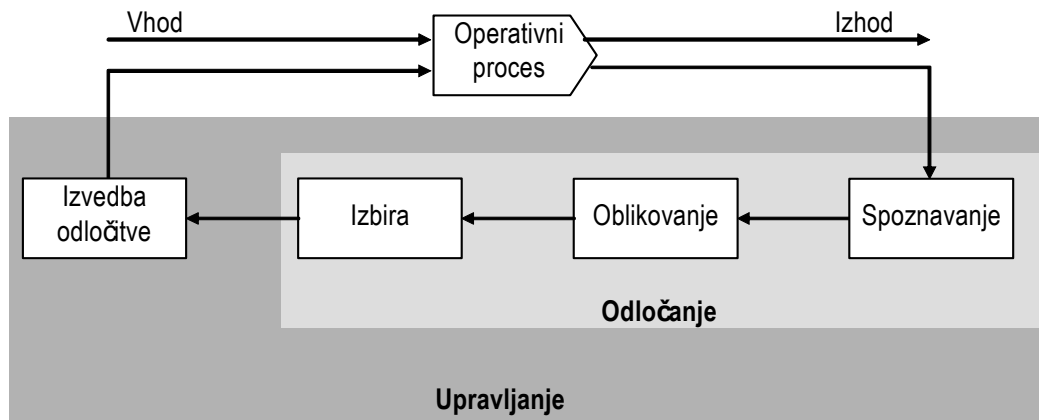 Vhod
Operativni
proces
Izhod
Izvedba
odločitve
Izbira
Oblikovanje
Spoznavanje
Odločanje
Upravljanje